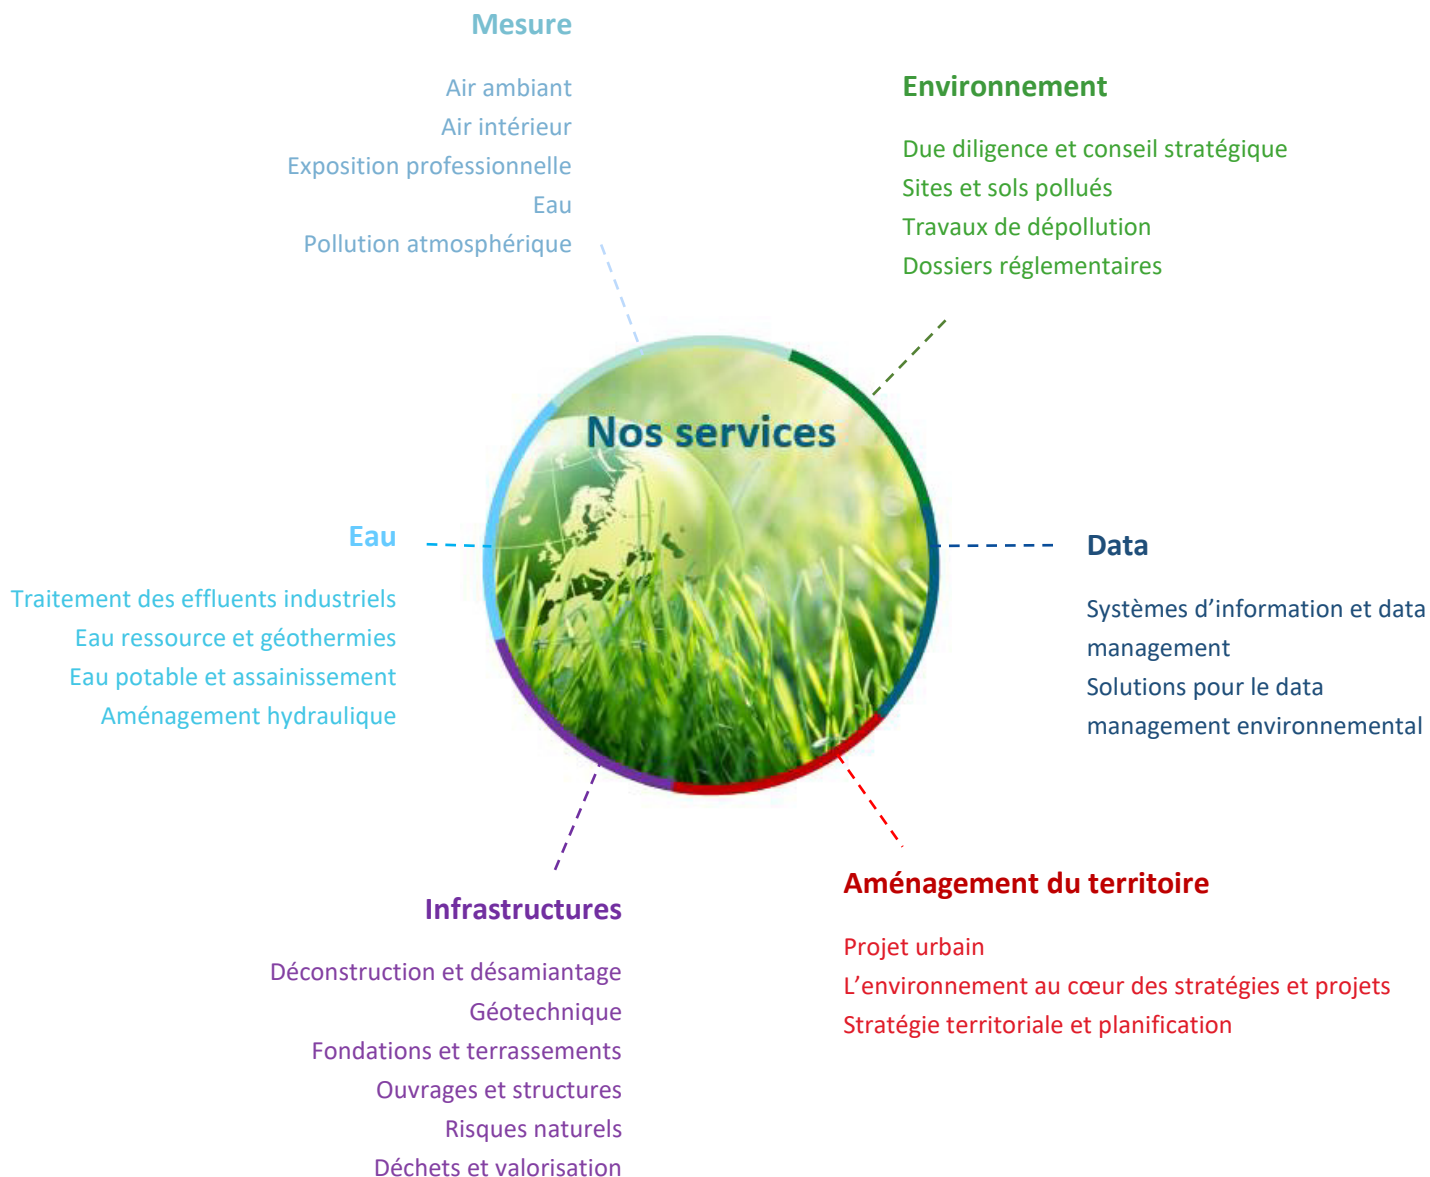 Mesure
Air ambiant
Air intérieur
Exposition professionnelle
Eau
Pollution atmosphérique
Environnement
Due diligence et conseil stratégique
Sites et sols pollués
Travaux de dépollution
Dossiers réglementaires
Nos services
Eau
Traitement des effluents industriels
Eau ressource et géothermies
Eau potable et assainissement
Aménagement hydraulique
Data
Systèmes d’information et data
management
Solutions pour le data
management environnemental
Infrastructures
Déconstruction et désamiantage
Géotechnique
Fondations et terrassements
Ouvrages et structures
Risques naturels
Déchets et valorisation
Aménagement du territoire
Projet urbain
L’environnement au cœur des stratégies et projets
Stratégie territoriale et planification